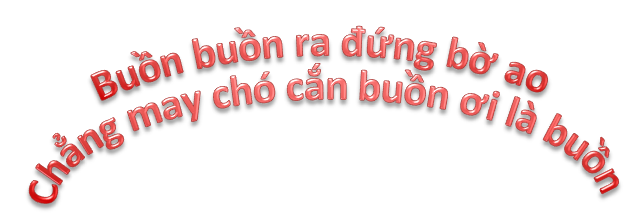 Buồn buồn ra đứng bờ ao
Chẳng may chó cắn buồn ơi là buồn